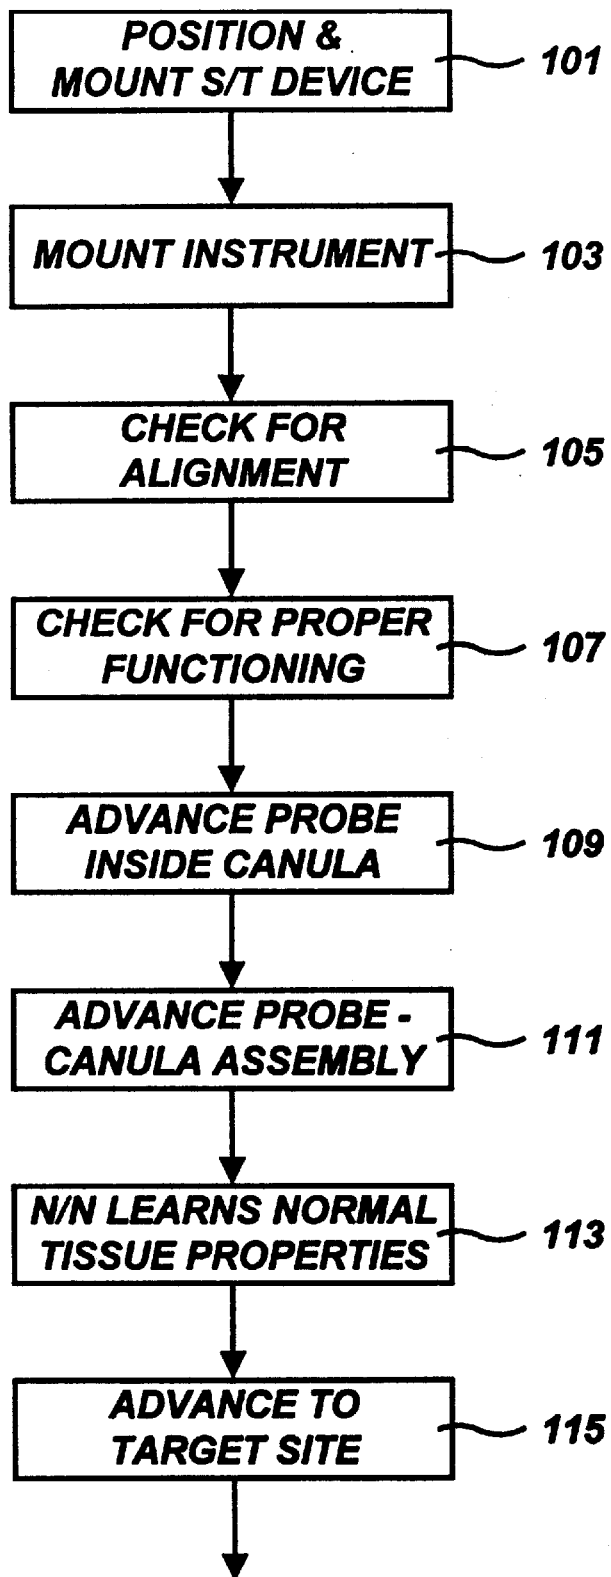 POSITION &
MOUNT S/T DEVICE
101
MOUNT INSTRUMENT
103
CHECK FOR
ALIGNMENT
105
CHECK FOR PROPER
FUNCTIONING
107
ADVANCE PROBE
INSIDE CANULA
109
ADVANCE PROBE -
CANULA ASSEMBLY
111
N/N LEARNS NORMAL
TISSUE PROPERTIES
113
ADVANCE TO
TARGET SITE
115